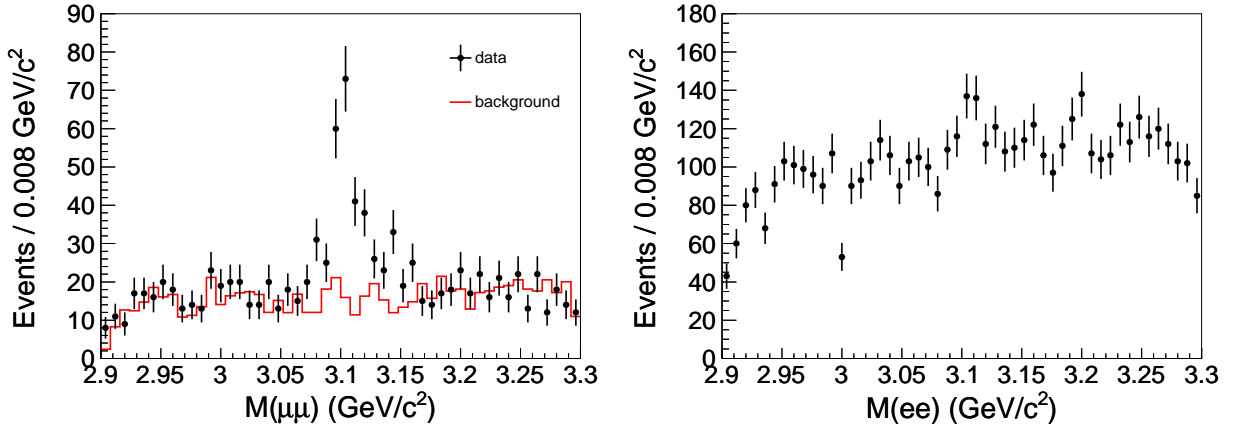 90
80
70
60
50
40
30
20
10
0
Events / 0.008 GeV/c²
data
background
2.9 2.95 3 3.05 3.1 3.15 3.2 3.25 3.3
M(μμ) (GeV/c²)
180
160
140
120
100
80
60
40
20
0
Events / 0.008 GeV/c²
2.9 2.95 3 3.05 3.1 3.15 3.2 3.25 3.3
M(ee) (GeV/c²)